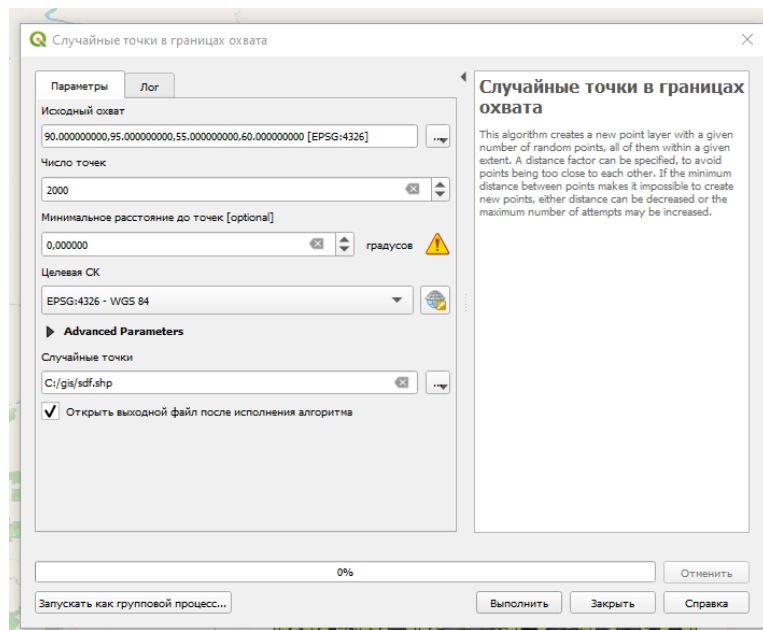 Случайные точки в границах охвата
Параметры
Лог
Исходный охват
90.000000000,95.000000000,55.000000000,60.000000000 [EPSG:4326]
...
Число точек
2000
Минимальное расстояние до точек [optional]
0,000000
градусов
Целевая СК
EPSG:4326 - WGS 84
Advanced Parameters
Случайные точки
C:/gis/sdf.shp
...
Открыть выходной файл после исполнения алгоритма
Случайные точки в границах
охвата
This algorithm creates a new point layer with a given
number of random points, all of them within a given
extent. A distance factor can be specified, to avoid
points being too close to each other. If the minimum
distance between points makes it impossible to create
new points, either distance can be decreased or the
maximum number of attempts may be increased.
0%
Отменить
Запускать как групповой процесс...
Выполнить
Закрыть
Справка